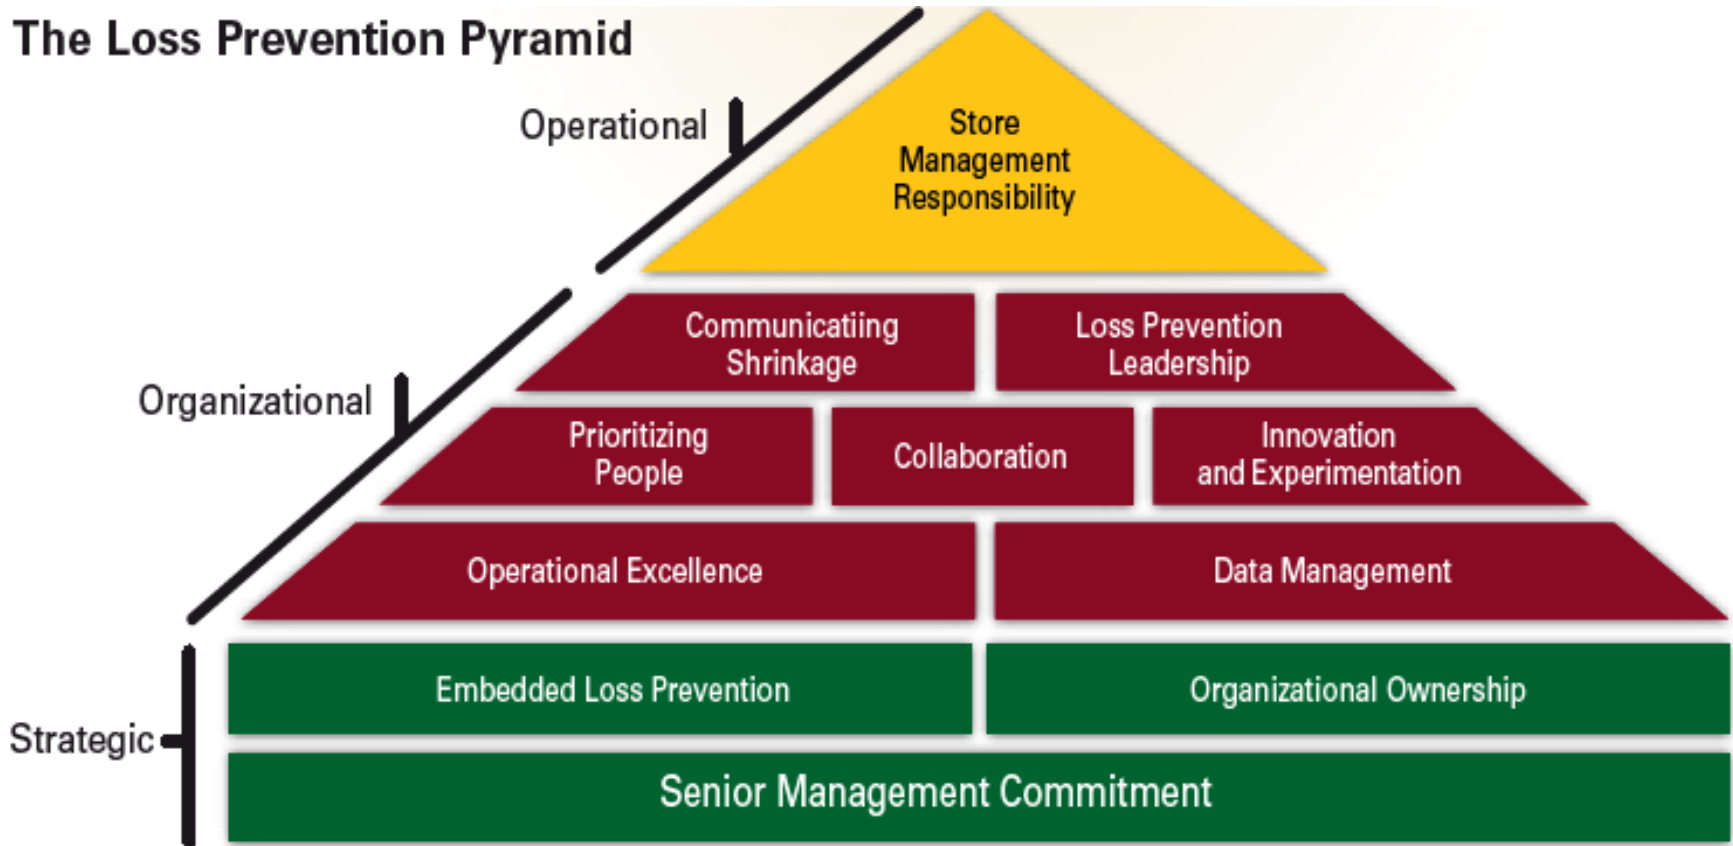 The Loss Prevention Pyramid
Operational
Store
Management
Responsibility
Organizational
Communicatiing
Shrinkage
Loss Prevention
Leadership
Prioritizing
People
Collaboration
Innovation
and Experimentation
Operational Excellence
Data Management
Strategic
Embedded Loss Prevention
Organizational Ownership
Senior Management Commitment